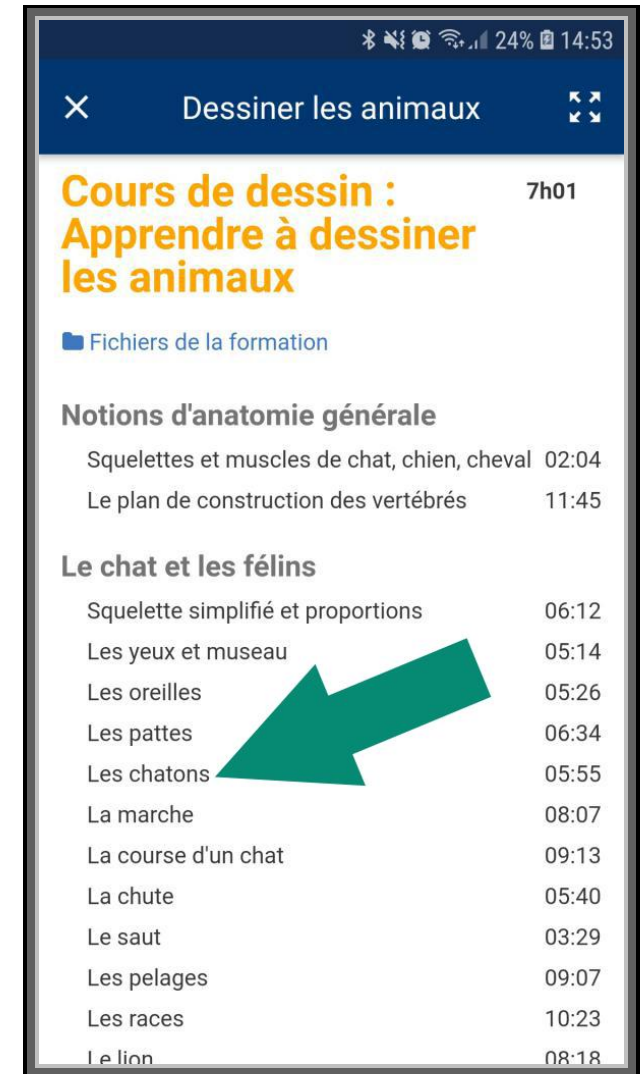 24% 14:53
Dessiner les animaux
Cours de dessin : 7h01
Apprendre à dessiner
les animaux
Fichiers de la formation
Notions d'anatomie générale
Squelettes et muscles de chat, chien, cheval 02:04
Le plan de construction des vertébrés 11:45
Le chat et les félins
Squelette simplifié et proportions 06:12
Les yeux et museau 05:14
Les oreilles 05:26
Les pattes 06:34
Les chatons 05:55
La marche 08:07
La course d'un chat 09:13
La chute 05:40
Le saut 03:29
Les pelages 09:07
Les races 10:23
Le lion 08:18